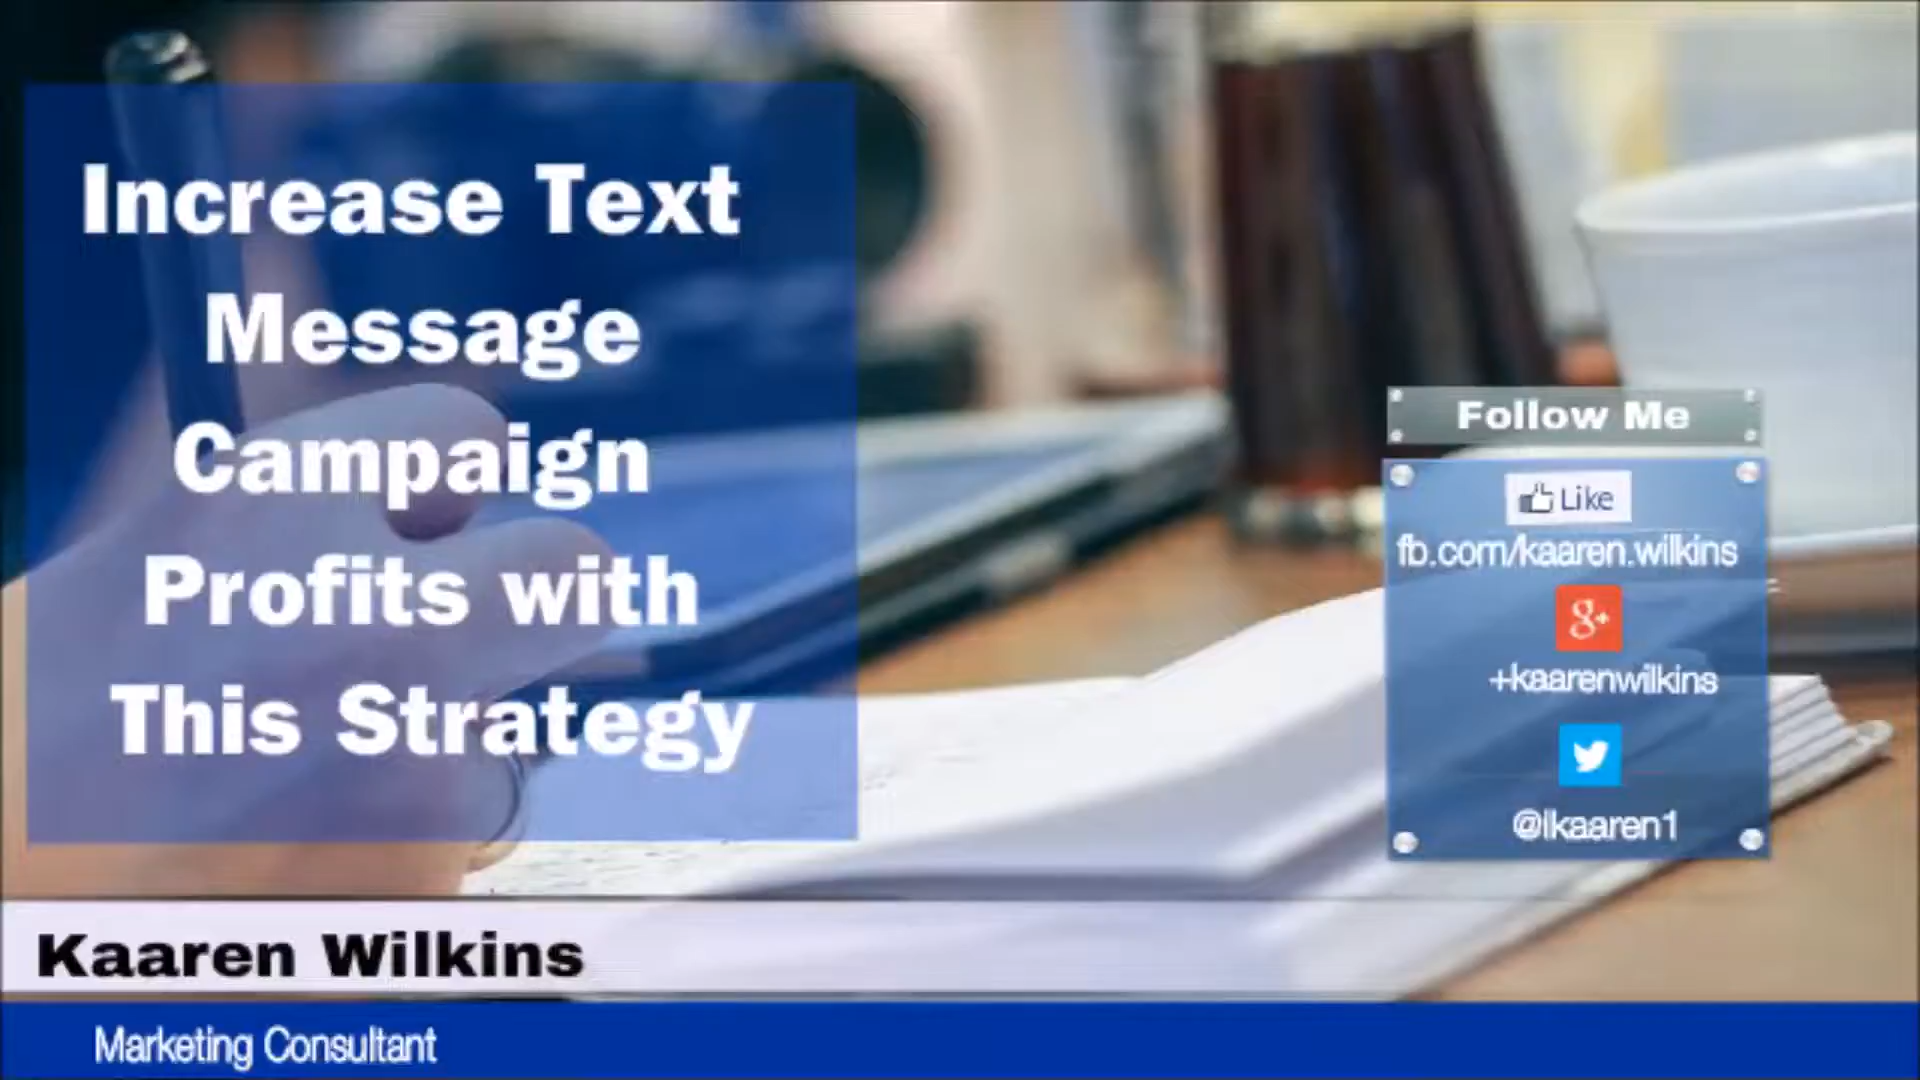 Increase Text
Message
Campaign
Profits with
This Strategy
Follow Me
Like
fb.com/kaaren.wilkins
g+
+kaarenwilkins
@lkaaren1
Kaaren Wilkins
Marketing Consultant